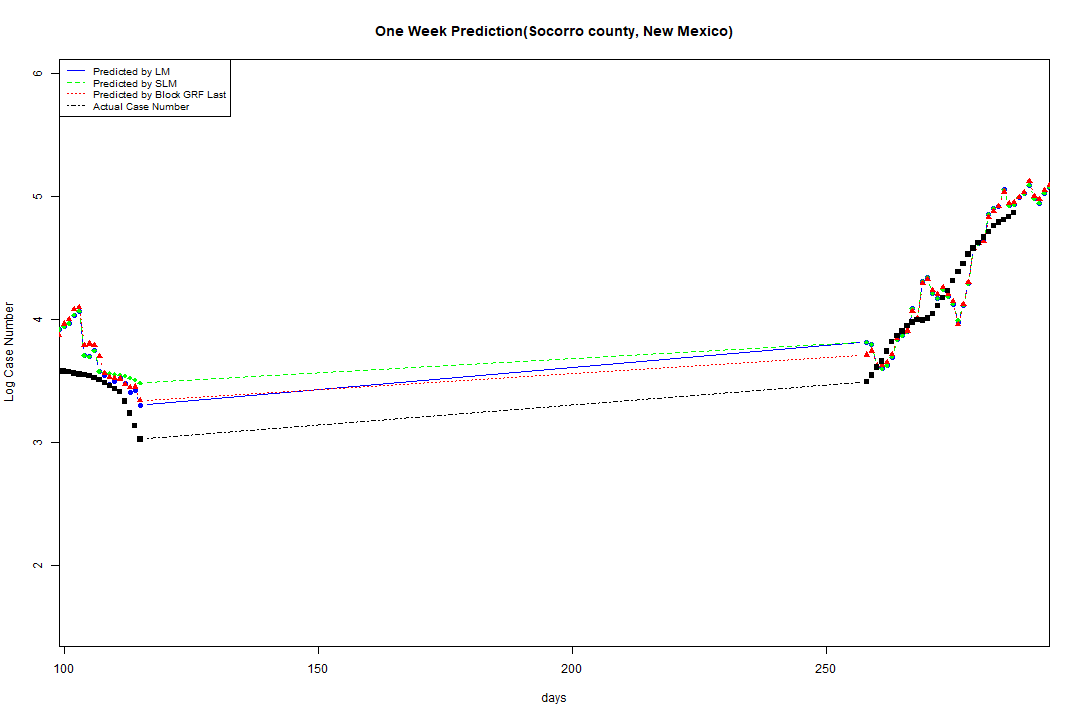 One Week Prediction(Socorro county, New Mexico)
Predicted by LM
Predicted by SLM
Predicted by Block GRF Last
Actual Case Number
6
5
4
3
2
Log Case Number
100 150 200 250
days